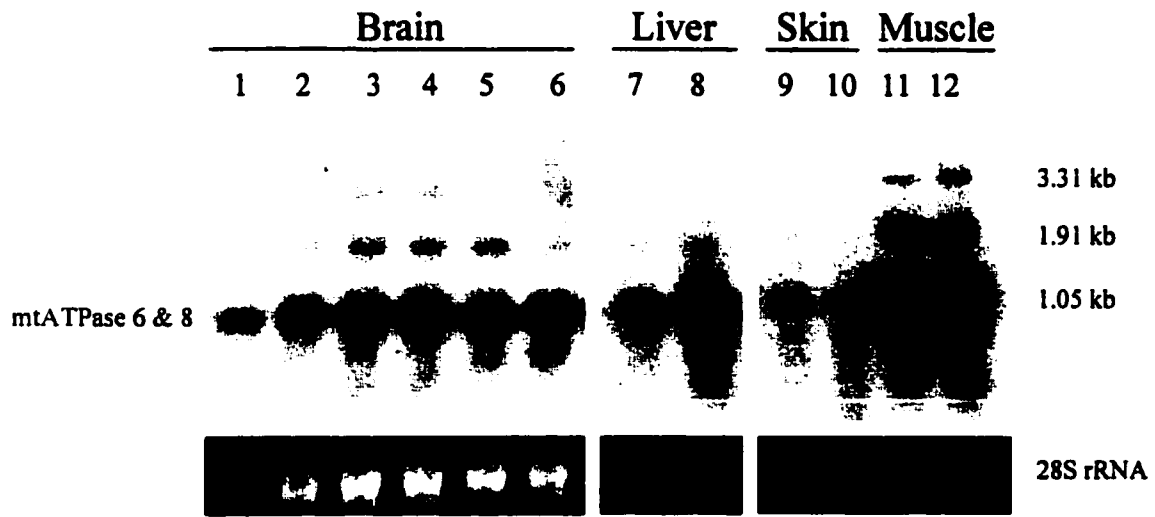 Brain Liver Skin Muscle
1 2 3 4 5 6 7 8 9 10 11 12
3.31 kb
1.91 kb
mtATPase 6 & 8 1.05 kb
28S rRNA